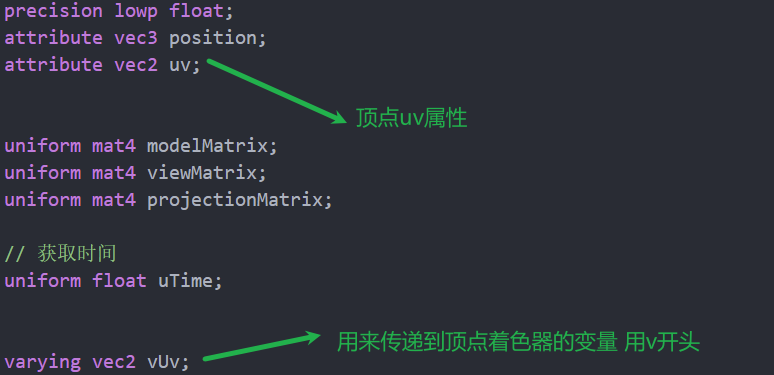 precision lowp float;
attribute vec3 position;
attribute vec2 uv;
顶点uv属性
uniform mat4 modelMatrix;
uniform mat4 viewMatrix;
uniform mat4 projectionMatrix;
// 获取时间
uniform float uTime;
用来传递到顶点着色器的变量 用v开头
varying vec2 vUv;